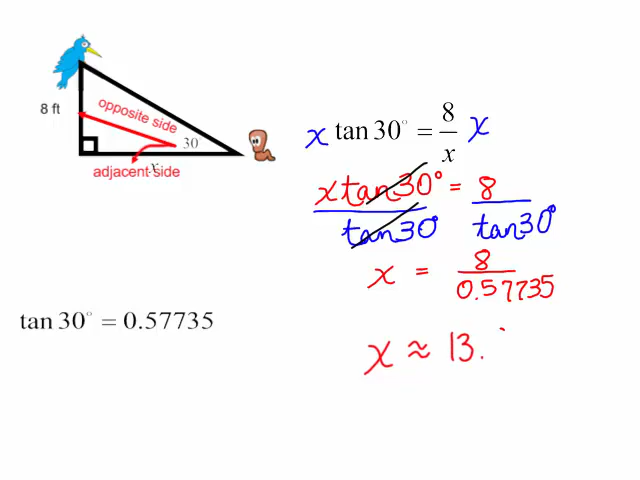 8 ft
opposite side
30
x
adjacent side
x tan 30° = 8/x x
x tan 30° = 8
tan 30° tan 30°
x = 8/0.57735
tan 30° = 0.57735
x ≈ 13.